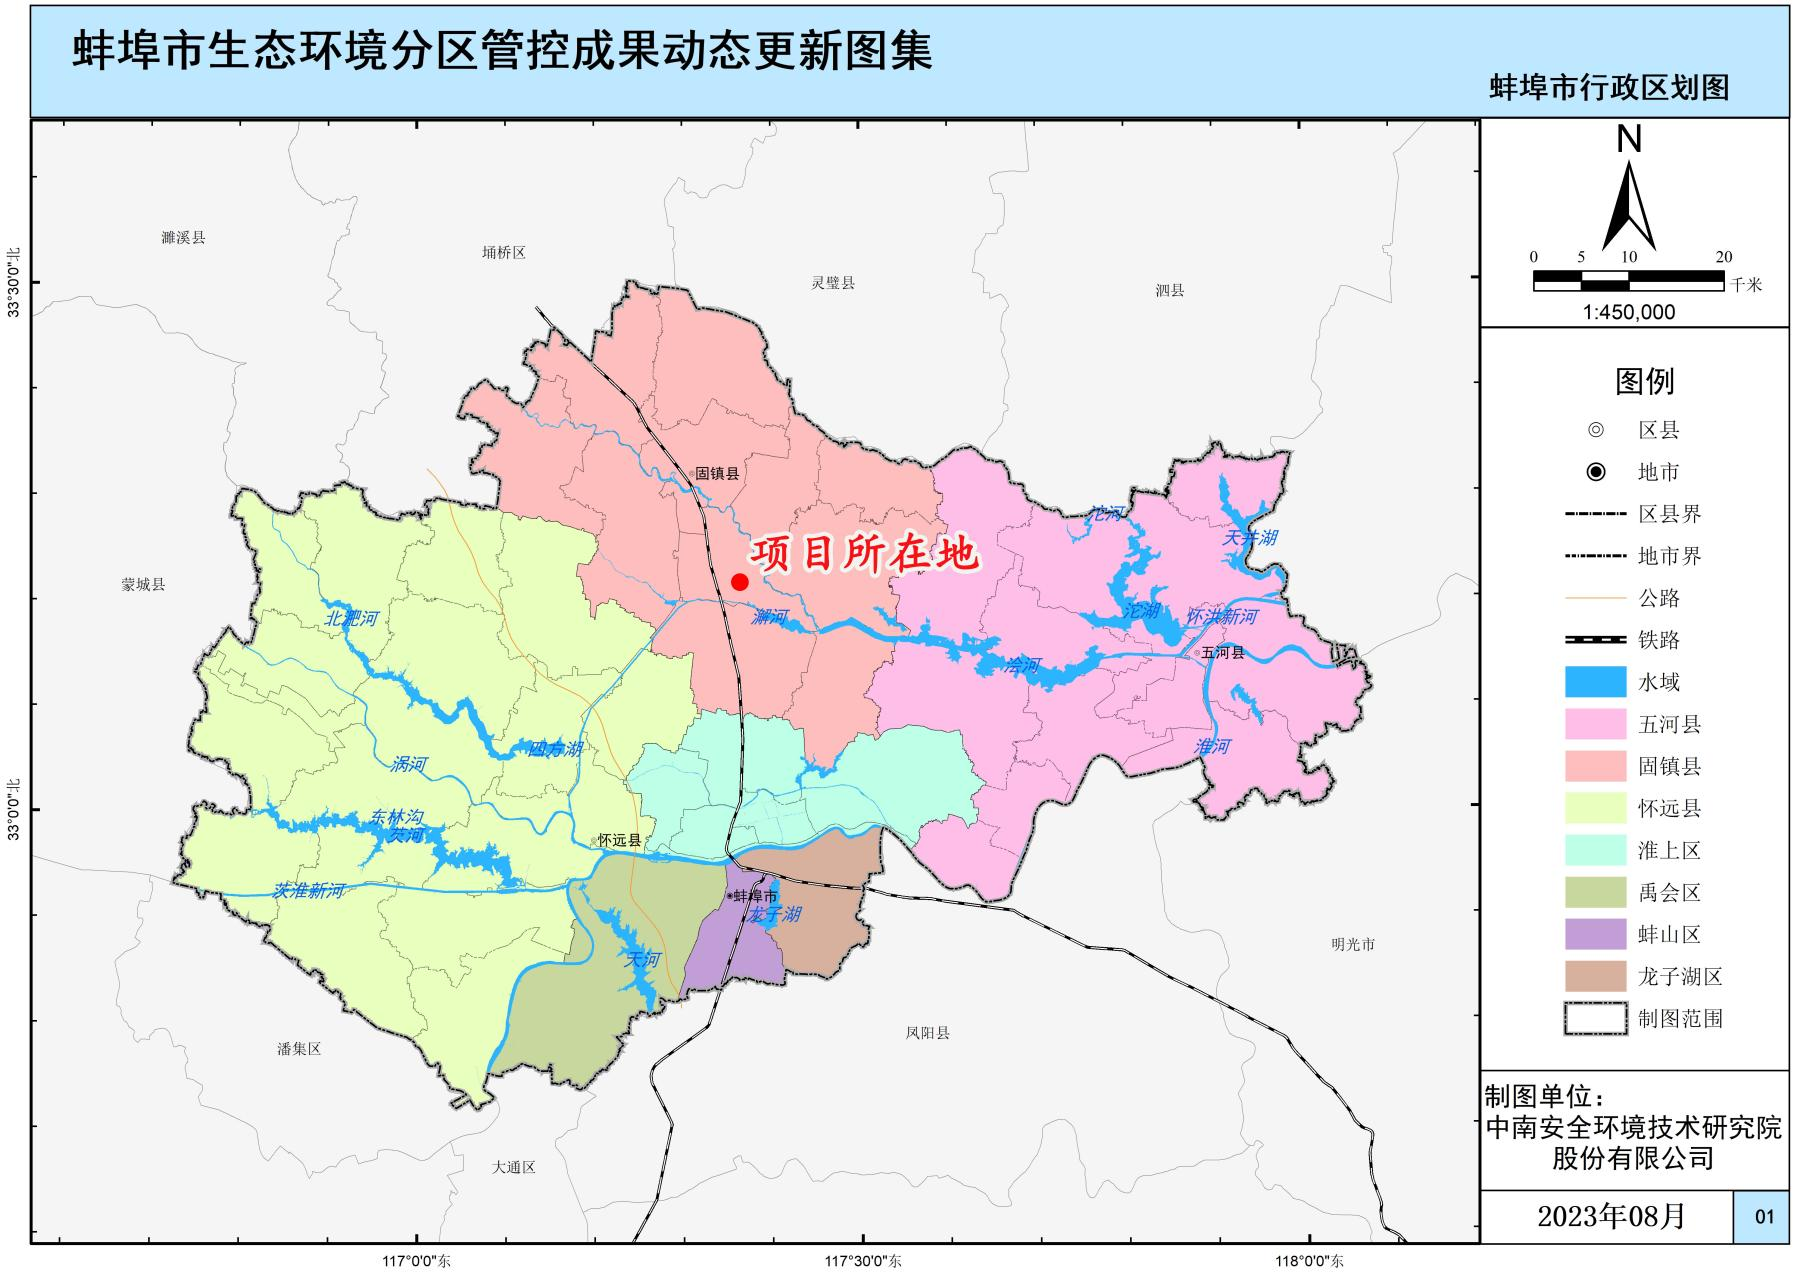 蚌埠市生态环境分区管控成果动态更新图集
蚌埠市行政区划图
N
0 5 10 20
千米
1:450,000
图例
区县
地市
区县界
地市界
公路
铁路
水域
五河县
固镇县
怀远县
淮上区
禹会区
蚌山区
龙子湖区
制图范围
制图单位：
中南安全环境技术研究院
股份有限公司
2023年08月
01
濉溪县
埇桥区
灵璧县
泗县
33°30'0"北
固镇县
沱河
天井湖
项目所在地
蒙城县
北淝河
澥河
沱湖
怀洪新河
五河县
浍河
四方湖
淮河
涡河
33°0'0"北
东林沟
芡河
怀远县
茨淮新河
蚌埠市
龙子湖
天河
明光市
凤阳县
潘集区
大通区
117°0'0"东
117°30'0"东
118°0'0"东